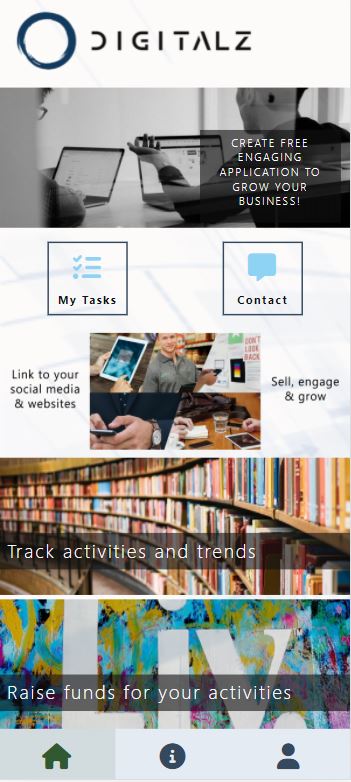 DIGITALZ
CREATE FREE
ENGAGING
APPLICATION TO
GROW YOUR
BUSINESS!
My Tasks
Contact
Link to your
social media
& websites
DON'T
LOOK
BACK
Sell, engage
& grow
Track activities and trends
Liv
Raise funds for your activities